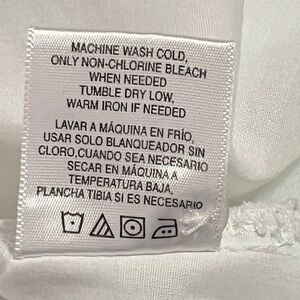 MACHINE WASH COLD,
ONLY NON-CHLORINE BLEACH
WHEN NEEDED
TUMBLE DRY LOW,
WARM IRON IF NEEDED
LAVAR A MÁQUINA EN FRÍO,
USAR SOLO BLANQUEADOR SIN
CLORO,CUANDO SEA NECESARIO
SECAR EN MÁQUINA A
TEMPERATURA BAJA,
PLANCHA TIBIA SI ES NECESARIO